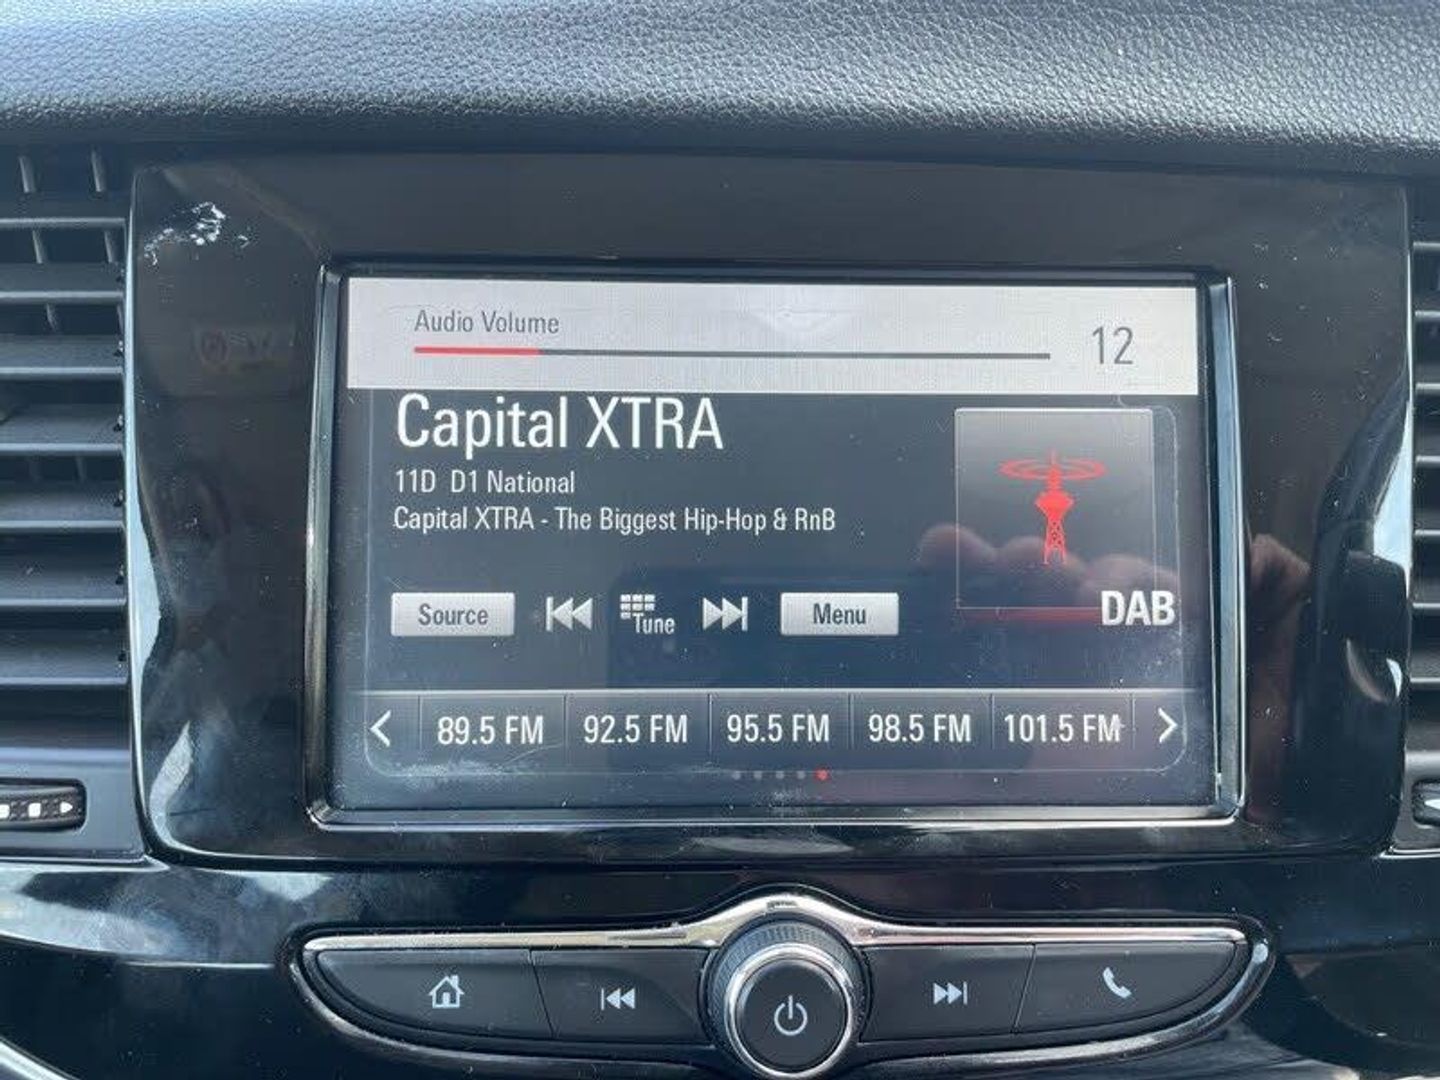 Audio Volume 12
Capital XTRA
11D D1 National
Capital XTRA - The Biggest Hip-Hop & RnB
Source Tune Menu
DAB
89.5 FM 92.5 FM 95.5 FM 98.5 FM 101.5 FM